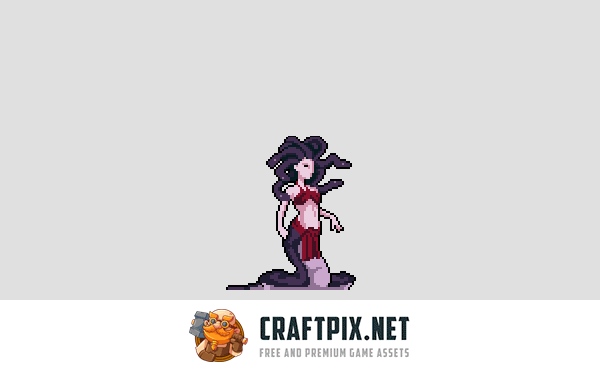 CRAFTPIX.NET
FREE AND PREMIUM GAME ASSETS